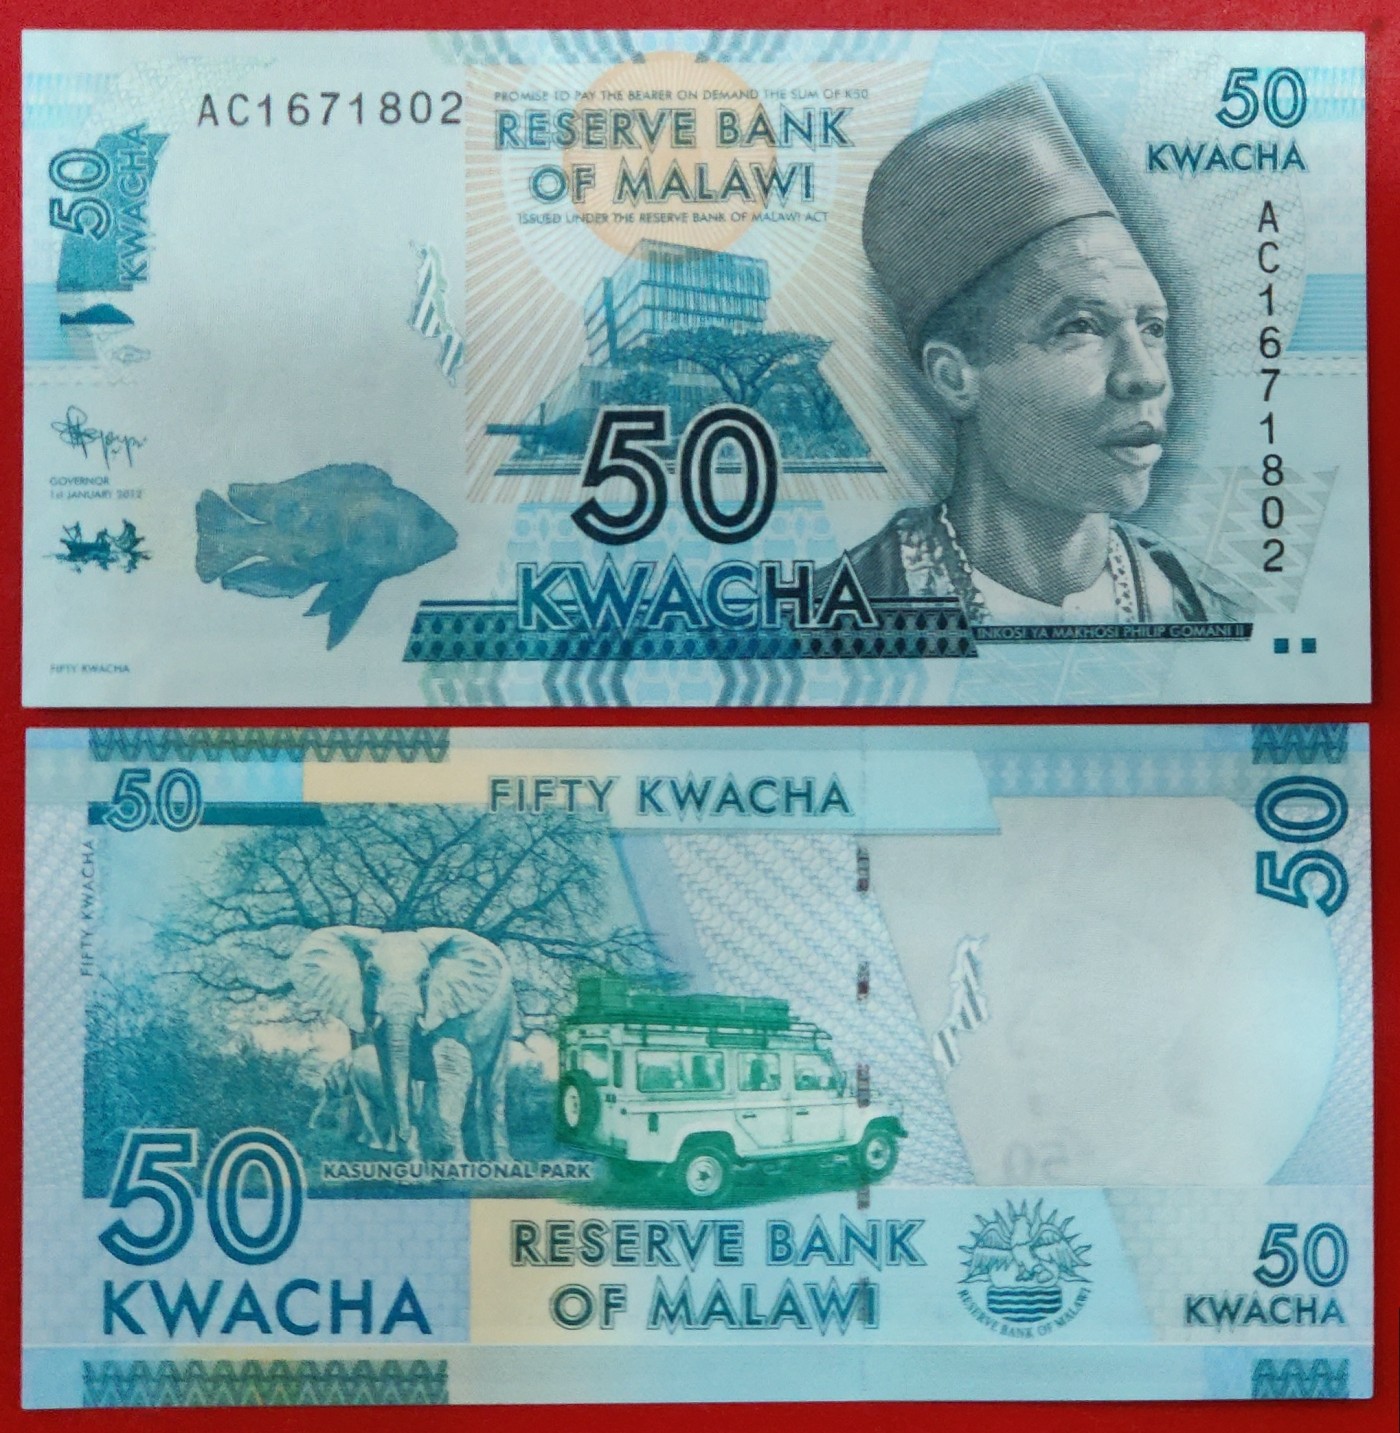 AC1671802
PROMISE TO PAY THE BEARER ON DEMAND THE SUM OF K50
RESERVE BANK
OF MALAWI
ISSUED UNDER THE RESERVE BANK OF MALAWI ACT
50
KWACHA
50
KWACHA
AC1671802
GOVERNOR
1st JANUARY 2012
FIFTY KWACHA
50
KWACHA
INKOSI YA MAKHOSI PHILIP GOMANI II
50
FIFTY KWACHA
50
FIFTY KWACHA
KASUNGU NATIONAL PARK
50
KWACHA
RESERVE BANK
OF MALAWI
RESERVE BANK OF MALAWI
50
KWACHA